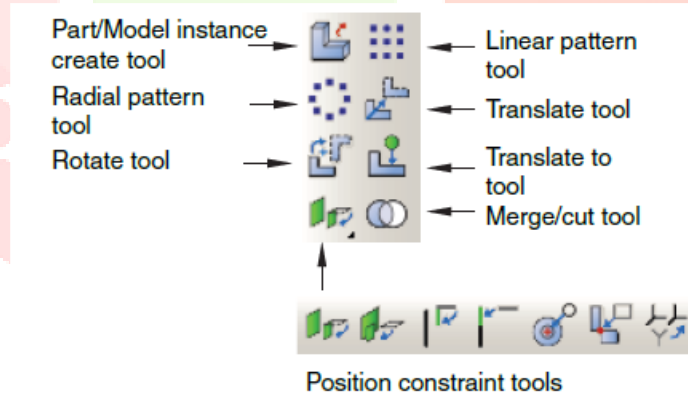 Part/Model instance
create tool
Linear pattern
tool
Radial pattern
tool
Translate tool
Rotate tool
Translate to
tool
Merge/cut tool
Position constraint tools